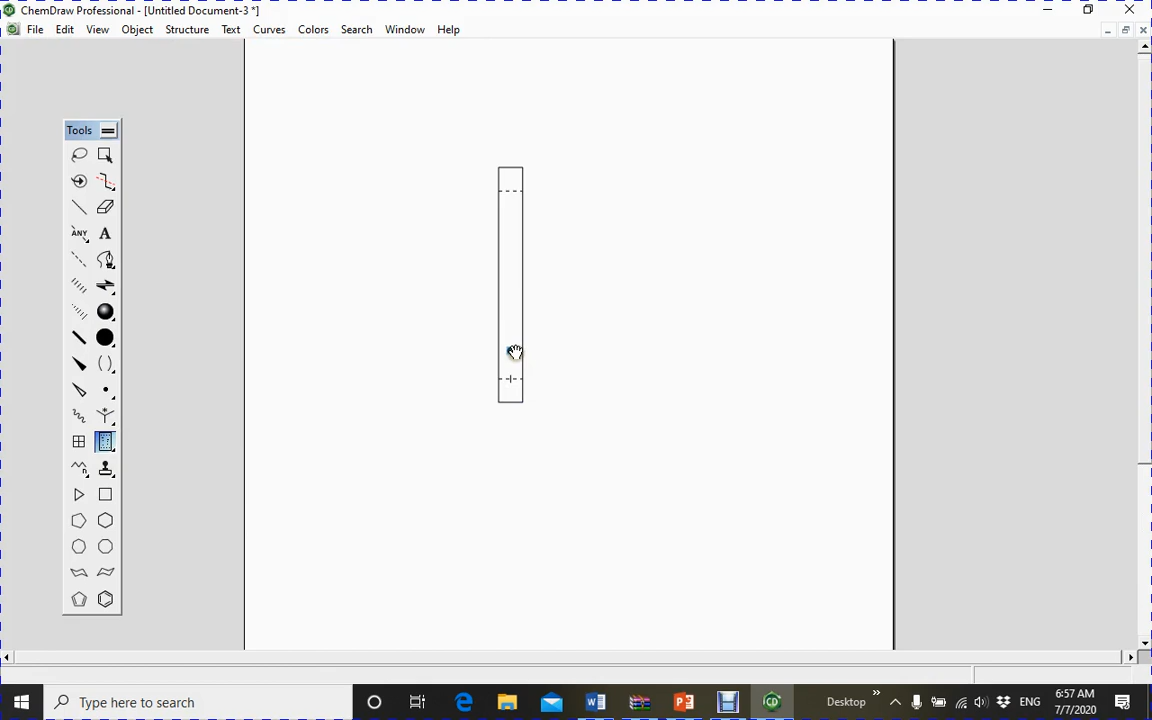 ChemDraw Professional - [Untitled Document-3 *]
File Edit View Object Structure Text Curves Colors Search Window Help
Tools
ANY
A
Type here to search
Desktop
ENG
6:57 AM
7/7/2020